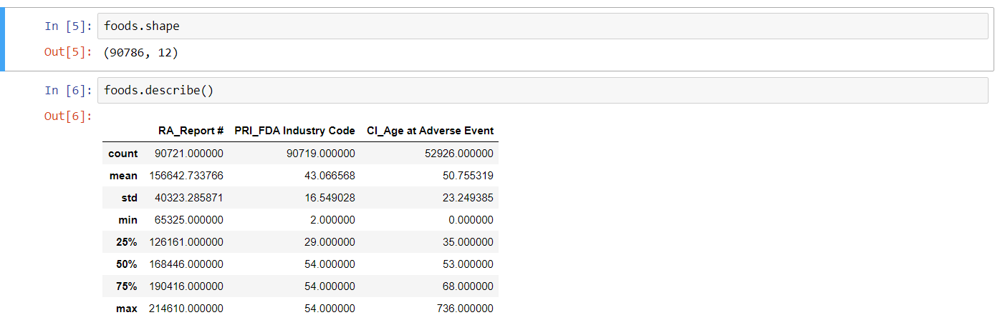 In [5]: foods.shape
Out[5]: (90786, 12)
In [6]: foods.describe()
Out[6]:
RA_Report # PRI_FDA Industry Code CI_Age at Adverse Event
count 90721.000000 90719.000000 52926.000000
mean 156642.733766 43.066568 50.755319
std 40323.285871 16.549028 23.249385
min 65325.000000 2.000000 0.000000
25% 126161.000000 29.000000 35.000000
50% 168446.000000 54.000000 53.000000
75% 190416.000000 54.000000 68.000000
max 214610.000000 54.000000 736.000000